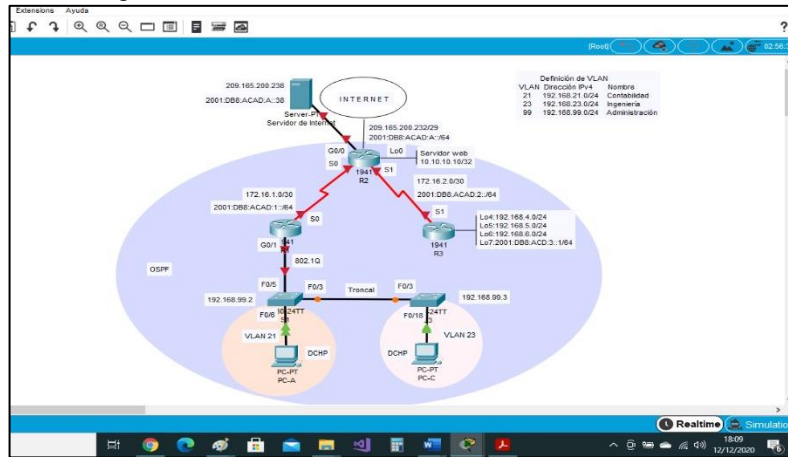 Extensions Ayuda
?
[Root]
Definición de VLAN
VLAN Dirección IPv4 Nombre
21 192.168.21.0/24 Contabilidad
23 192.168.23.0/24 Ingeniería
99 192.168.99.0/24 Administración
209.165.200.238
2001:DB8:ACAD:A::38
INTERNET
Server-PT
Servidor de Internet
209.165.200.232/29
2001:DB8:ACAD:A::/64
G0/0
Lo0
Servidor web
10.10.10.10/32
S0
1941
R2
S1
172.16.1.0/30
2001:DB8:ACAD:1::/64
172.16.2.0/30
2001:DB8:ACAD:2::/64
S0
S1
941
G0/1
1941
R3
Lo4:192.168.4.0/24
Lo5:192.168.5.0/24
Lo6:192.168.6.0/24
Lo7:2001:DB8:ACD:3::1/64
802.1Q
OSPF
F0/5
F0/3
Troncal
F0/3
192.168.99.2
192.168.99.3
F0/6
24TT
S1
F0/18
-24TT
VLAN 21
VLAN 23
DCHP
DCHP
PC-PT
PC-A
PC-PT
PC-C
Realtime
Simulatio
18:09
12/12/2020